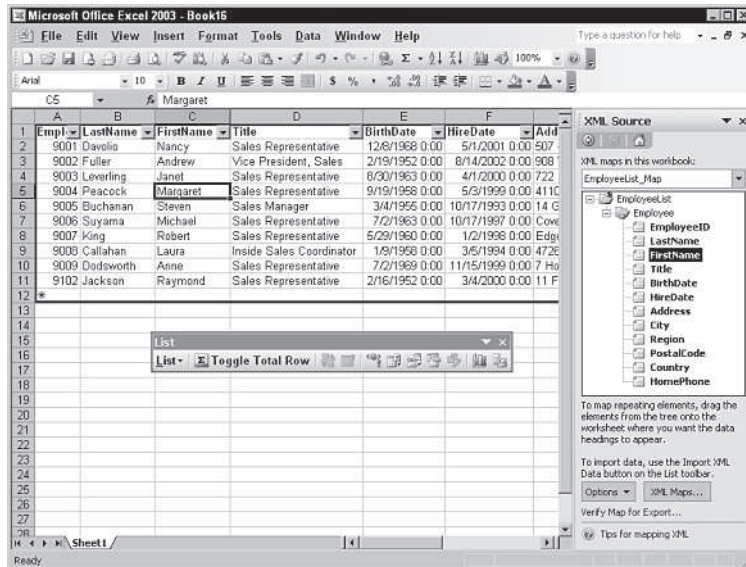 Microsoft Office Excel 2003 - Book16
File Edit View Insert Format Tools Data Window Help
Type a question for help
100%
Arial 10 B I U $ % ,
C5 fx Margaret
A B C D E F
1 Empl LastName FirstName Title BirthDate HireDate Add
2 9001 Davolio Nancy Sales Representative 12/8/1968 0:00 5/1/2001 0:00 507
3 9002 Fuller Andrew Vice President, Sales 2/19/1952 0:00 8/14/2002 0:00 908
4 9003 Leverling Janet Sales Representative 8/30/1963 0:00 4/1/2000 0:00 722
5 9004 Peacock Margaret Sales Representative 9/19/1958 0:00 5/3/1999 0:00 4110
6 9005 Buchanan Steven Sales Manager 3/4/1955 0:00 10/17/1993 0:00 14 G
7 9006 Suyama Michael Sales Representative 7/2/1963 0:00 10/17/1997 0:00 Cove
8 9007 King Robert Sales Representative 5/29/1960 0:00 1/2/1998 0:00 Edge
9 9008 Callahan Laura Inside Sales Coordinator 1/9/1958 0:00 3/5/1994 0:00 4726
10 9009 Dodsworth Anne Sales Representative 7/2/1969 0:00 11/15/1999 0:00 7 Ho
11 9102 Jackson Raymond Sales Representative 2/16/1952 0:00 3/4/2000 0:00 11 F
12 *
13
14
15
16
17
18
19
20
21
22
23
24
25
26
27
28
List
List Σ Toggle Total Row
Sheet1
Ready
XML Source
XML maps in this workbook:
EmployeeList_Map
EmployeeList
Employee
EmployeeID
LastName
FirstName
Title
BirthDate
HireDate
Address
City
Region
PostalCode
Country
HomePhone
To map repeating elements, drag the
elements from the tree onto the
worksheet where you want the data
headings to appear.
To import data, use the Import XML
Data button on the List toolbar.
Options XML Maps...
Verify Map for Export...
Tips for mapping XML